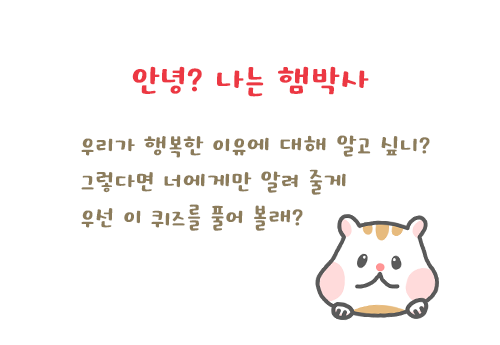 안녕? 나는 햄박사
우리가 행복한 이유에 대해 알고 싶니?
그렇다면 너에게만 알려 줄게
우선 이 퀴즈를 풀어 볼래?